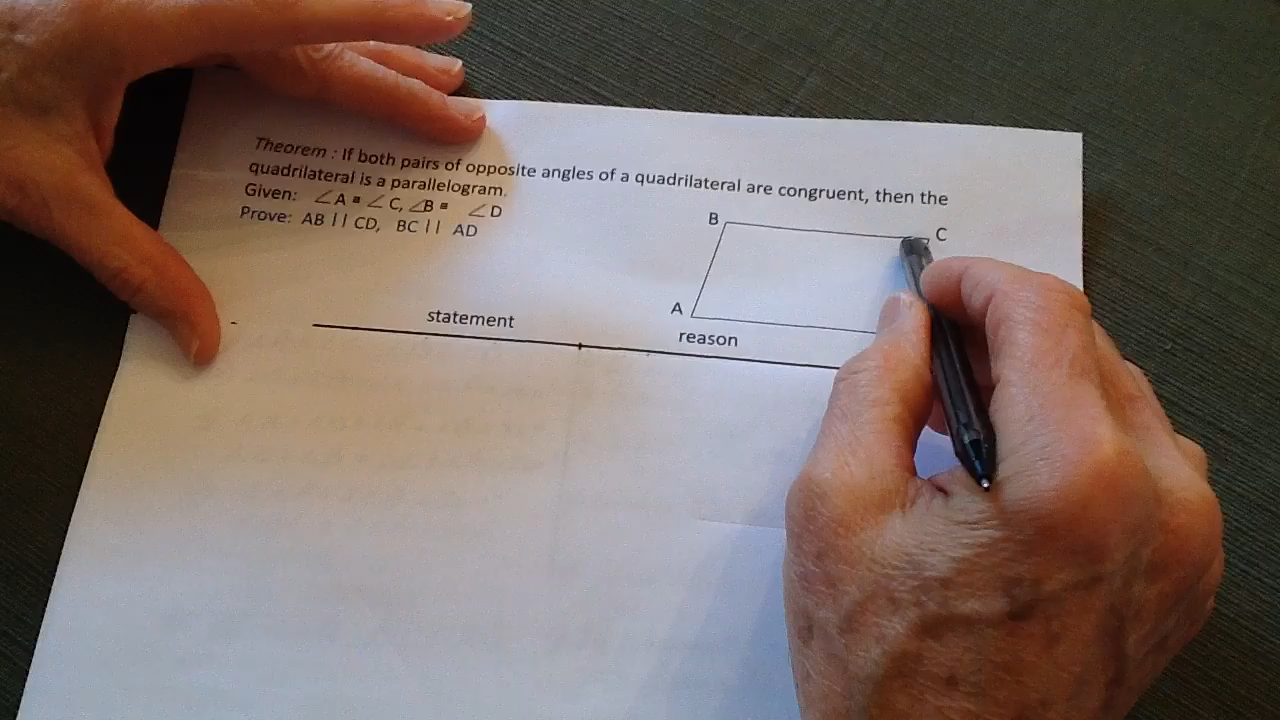 Theorem : If both pairs of opposite angles of a quadrilateral are congruent, then the
quadrilateral is a parallelogram.
Given: ∠A ≅ ∠C, ∠B ≅ ∠D
Prove: AB || CD, BC || AD
B
C
A
statement
reason